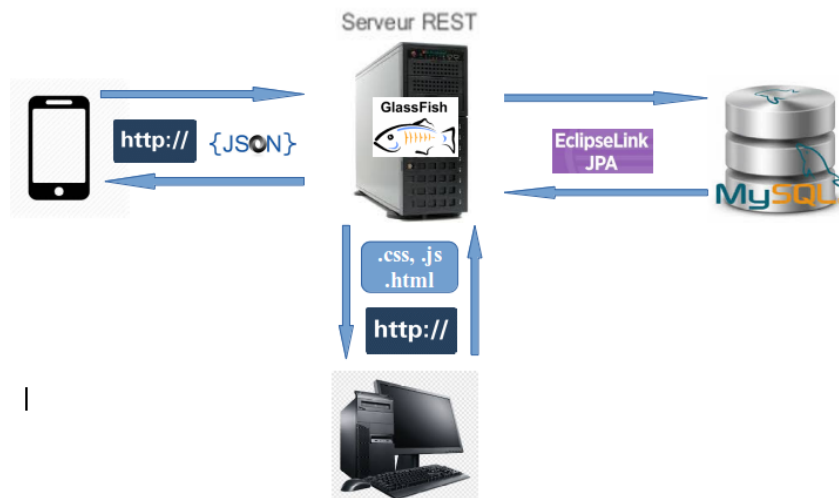 Serveur REST
GlassFish
http://
{JSON}
EclipseLink
JPA
MySQL
.css, .js
.html
http://